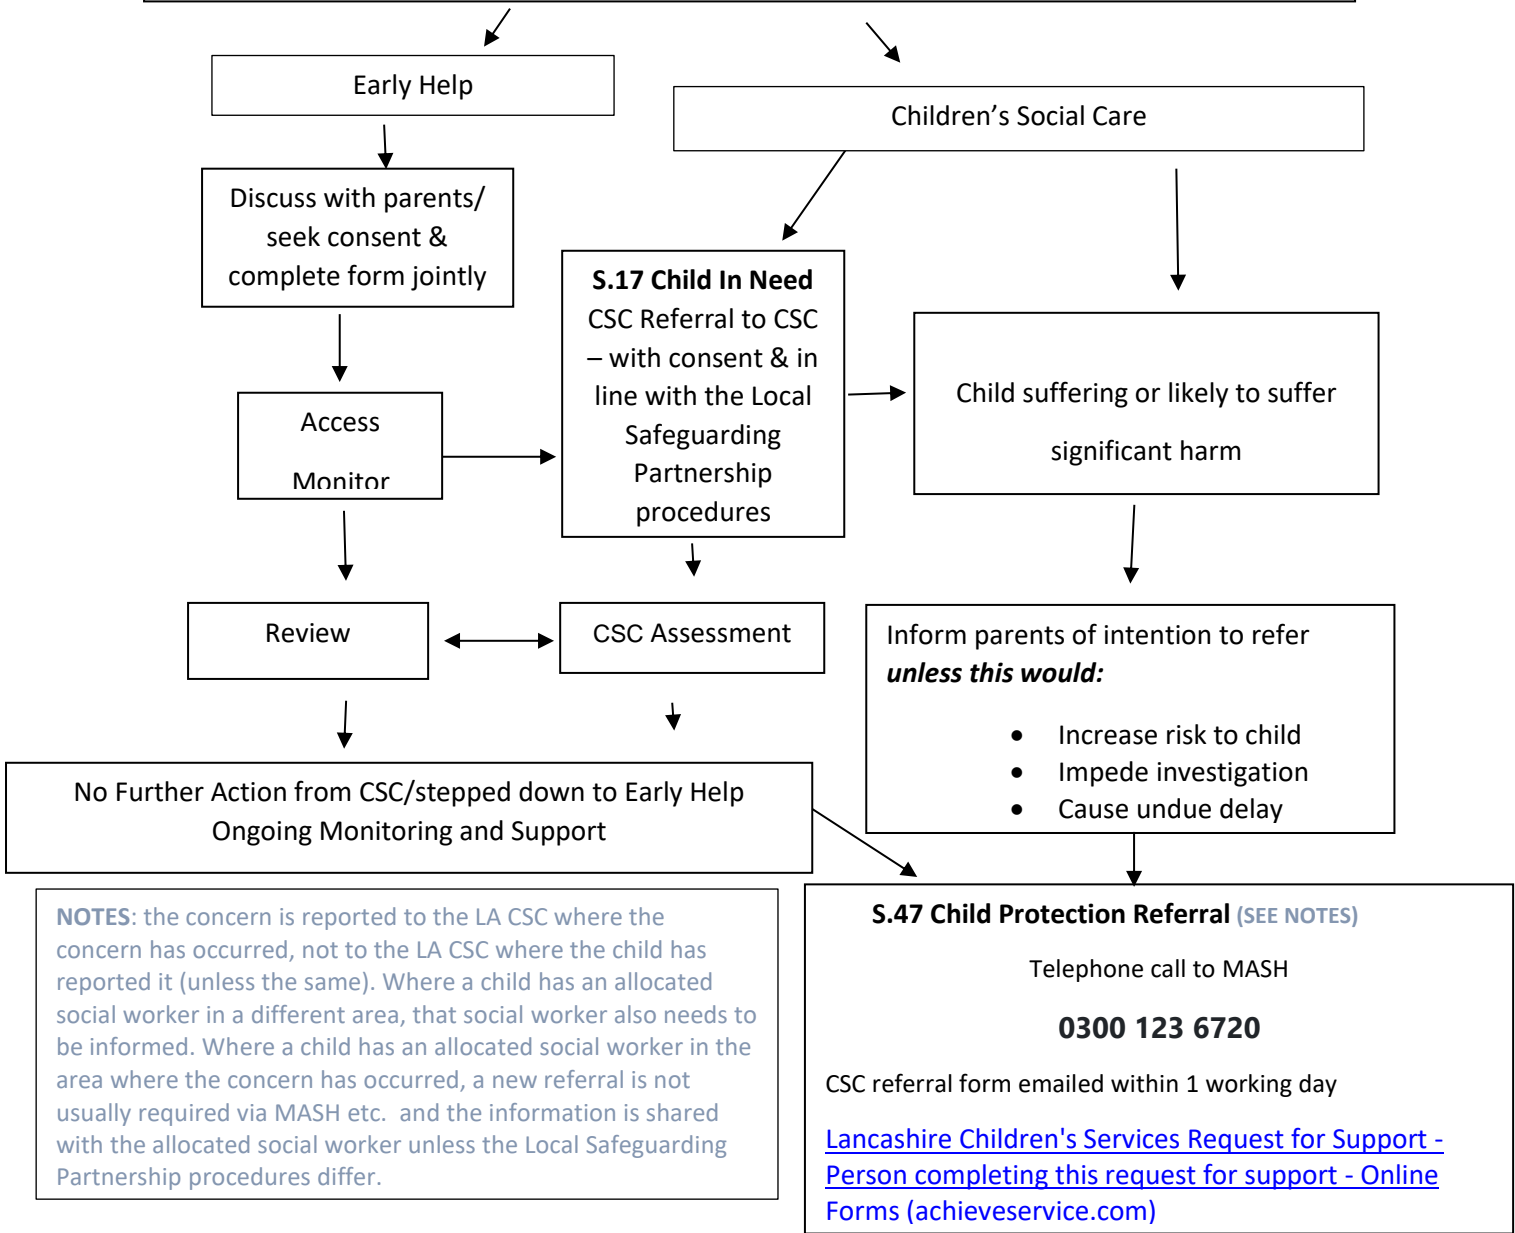 Early Help
Children's Social Care
Discuss with parents/
seek consent &
complete form jointly
S.17 Child In Need
CSC Referral to CSC
– with consent & in
line with the Local
Safeguarding
Partnership
procedures
Child suffering or likely to suffer
significant harm
Access
Monitor
Review
CSC Assessment
Inform parents of intention to refer
unless this would:
• Increase risk to child
• Impede investigation
• Cause undue delay
No Further Action from CSC/stepped down to Early Help
Ongoing Monitoring and Support
NOTES: the concern is reported to the LA CSC where the
concern has occurred, not to the LA CSC where the child has
reported it (unless the same). Where a child has an allocated
social worker in a different area, that social worker also needs to
be informed. Where a child has an allocated social worker in the
area where the concern has occurred, a new referral is not
usually required via MASH etc.  and the information is shared
with the allocated social worker unless the Local Safeguarding
Partnership procedures differ.
S.47 Child Protection Referral (SEE NOTES)
Telephone call to MASH
0300 123 6720
CSC referral form emailed within 1 working day
Lancashire Children's Services Request for Support -
Person completing this request for support - Online
Forms (achieveservice.com)